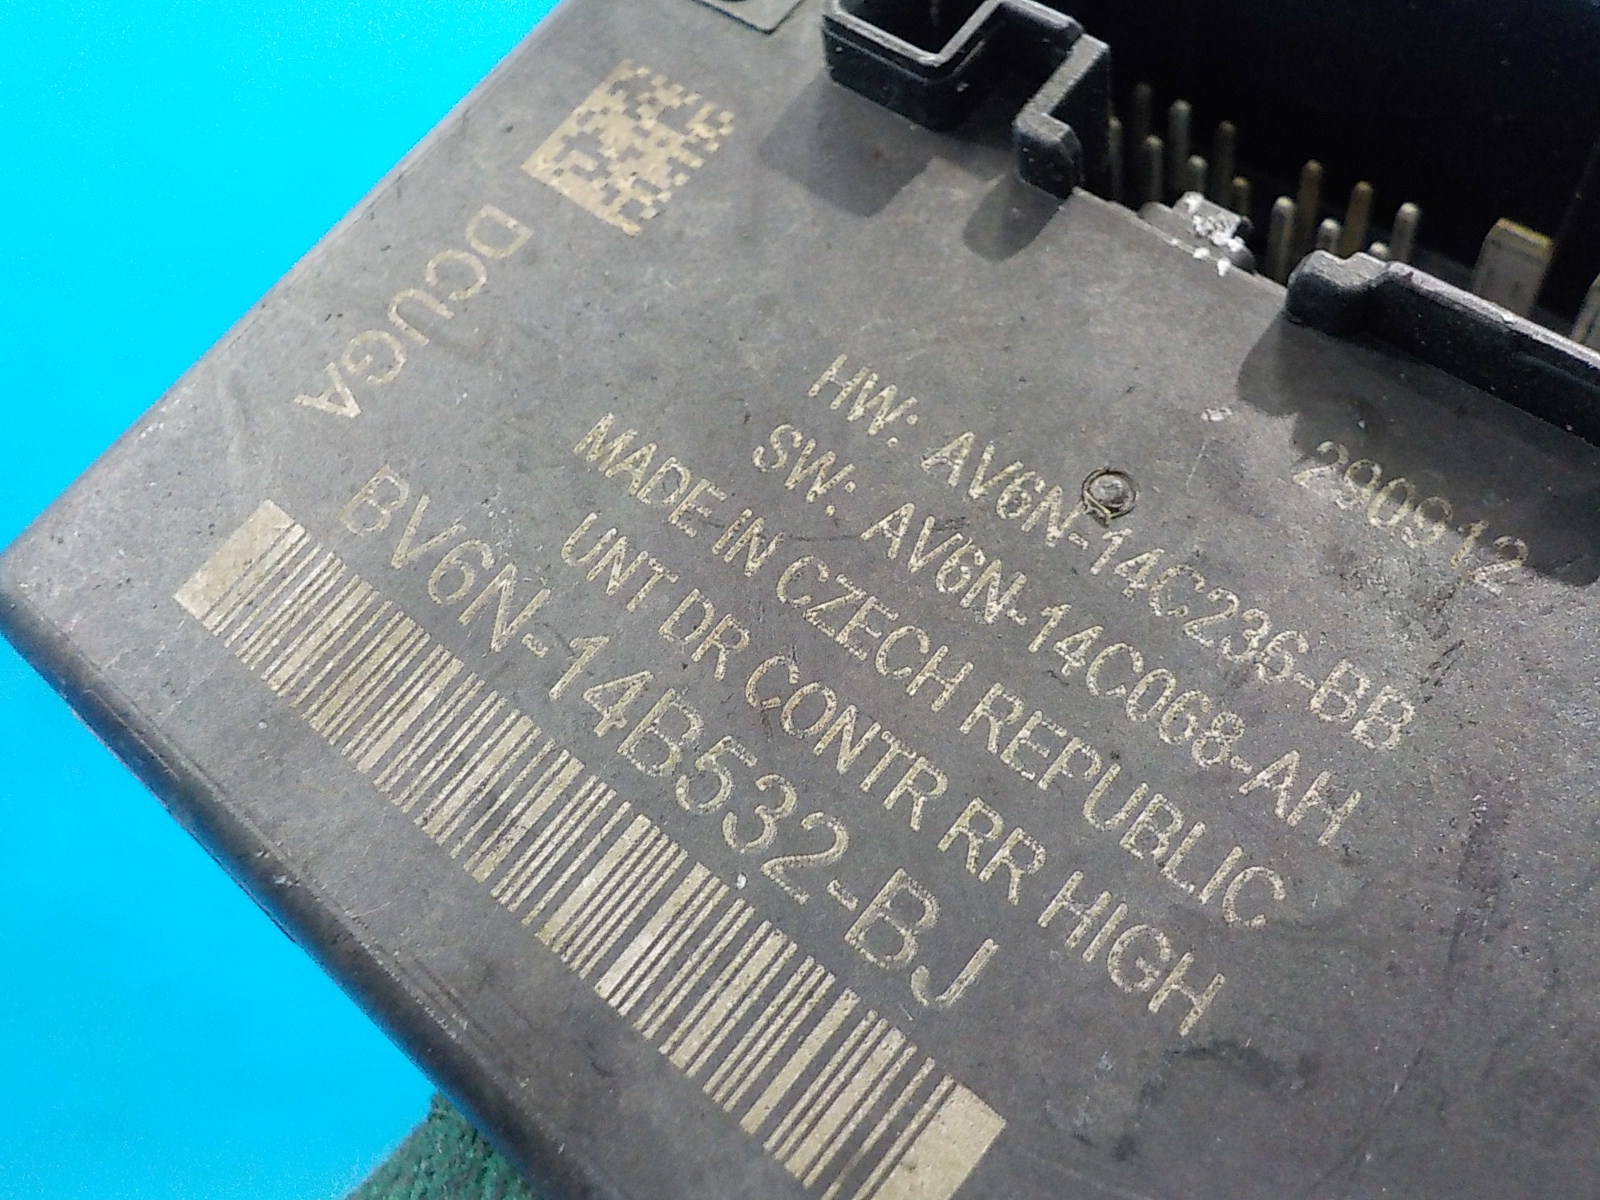 290912
HW: AV6N-14C236-BB
SW: AV6N-14C068-AH
MADE IN CZECH REPUBLIC
UNT DR CONTR RR HIGH
BV6N-14B532-BJ
DCUGA